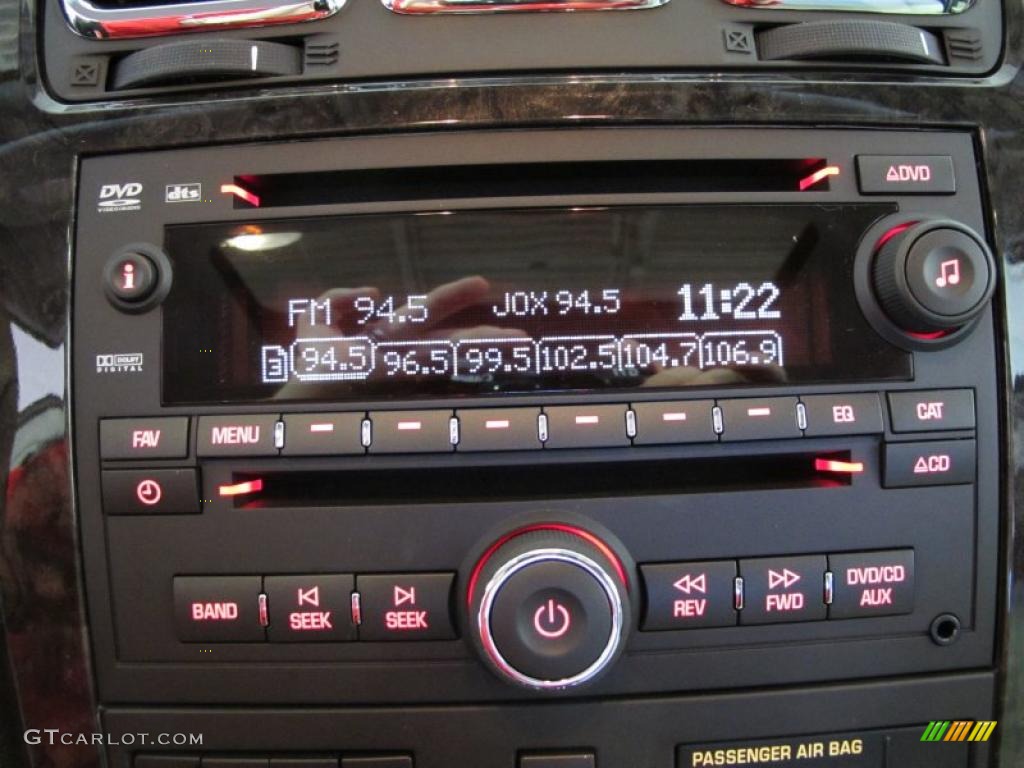 DVD
VIDEO/AUDIO
dts
DVD
i
FM 94.5 JOX 94.5 11:22
3 94.5 96.5 99.5 102.5 104.7 106.9
DOLBY
DIGITAL
FAV
MENU
EQ
CAT
CD
BAND
SEEK
SEEK
REV
FWD
DVD/CD
AUX
GTCARLOT.COM
PASSENGER AIR BAG